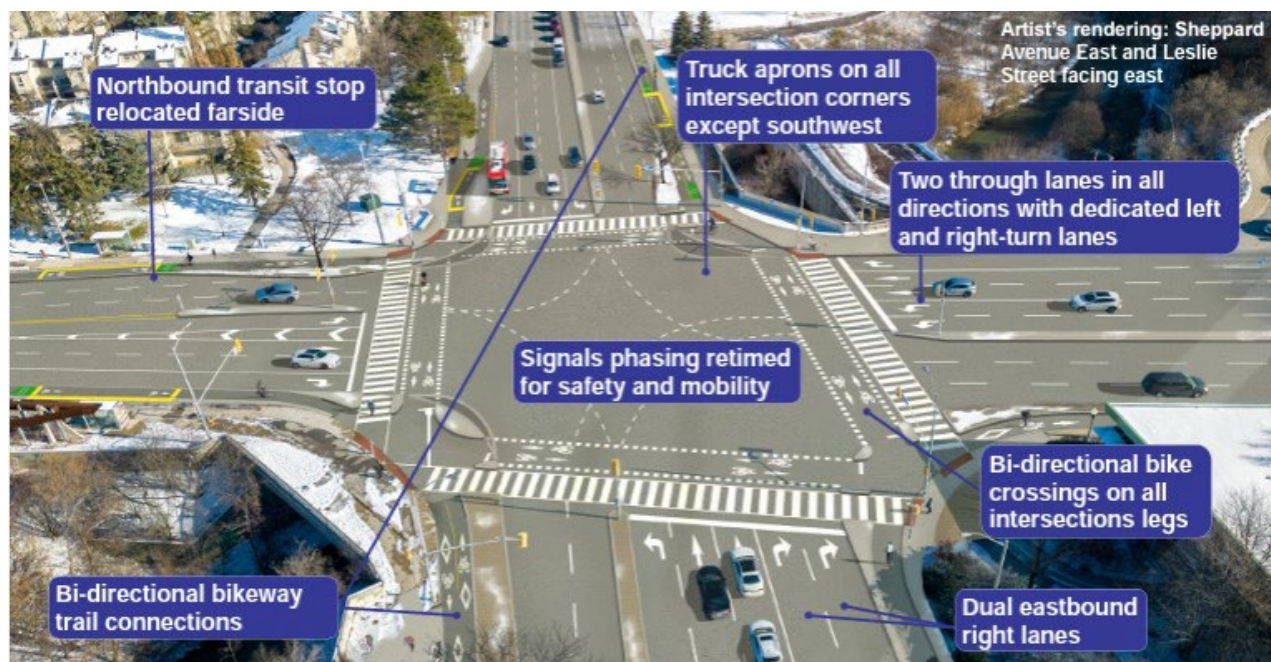 Artist's rendering: Sheppard
Avenue East and Leslie
Street facing east
Northbound transit stop
relocated farside
Truck aprons on all
intersection corners
except southwest
Two through lanes in all
directions with dedicated left
and right-turn lanes
Signals phasing retimed
for safety and mobility
Bi-directional bike
crossings on all
intersections legs
Bi-directional bikeway
trail connections
Dual eastbound
right lanes